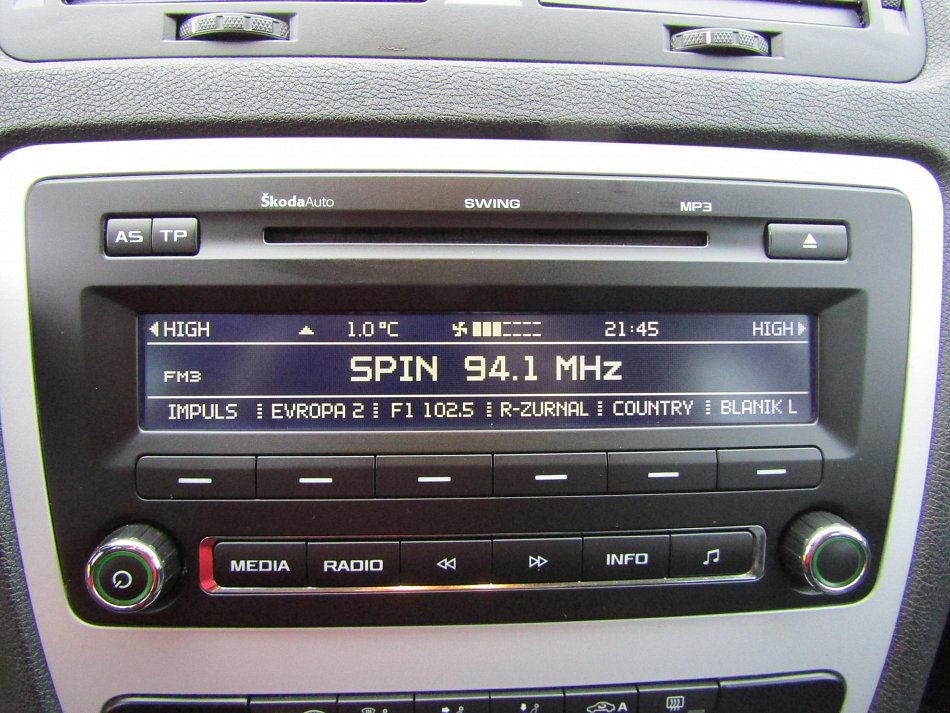 ŠkodaAuto SWING MP3
AS TP
HIGH 1.0 °C 21:45 HIGH
FM3 SPIN 94.1 MHz
IMPULS EVROPA 2 F1 102.5 R-ZURNAL COUNTRY BLANIK L
MEDIA RADIO INFO
A